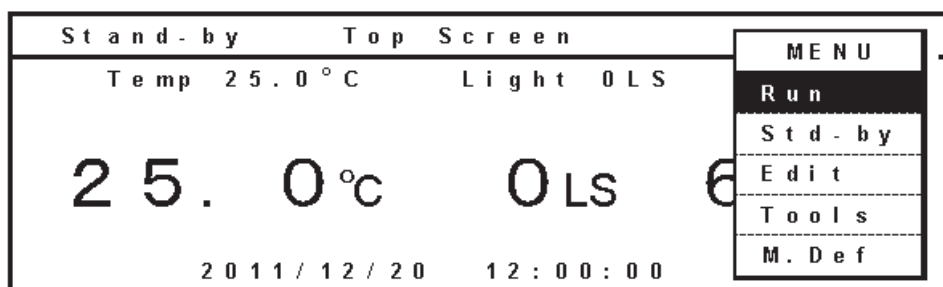 Stand-by Top Screen
Temp 25.0°C Light 0LS
25.0°C 0LS 6
2011/12/20 12:00:00
MENU
Run
Std-by
Edit
Tools
M.Def